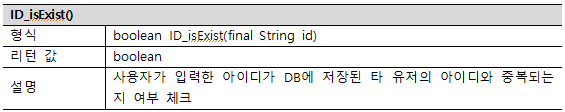 ID_isExist()
형식 boolean ID_isExist(final String id)
리턴 값 boolean
설명 사용자가 입력한 아이디가 DB에 저장된 타 유저의 아이디와 중복되는
지 여부 체크